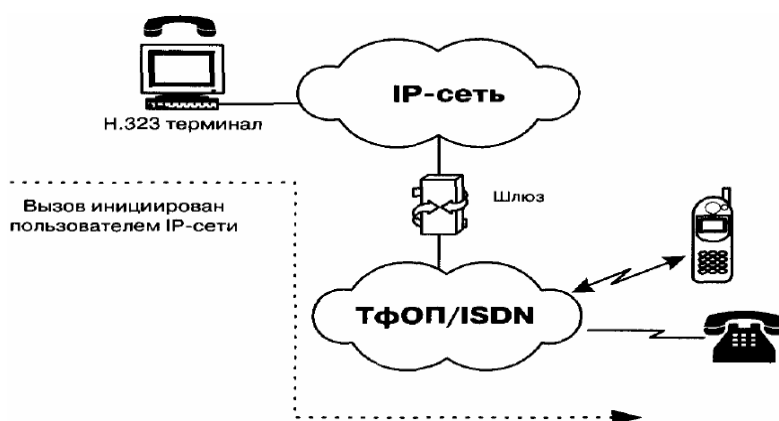 IP-сеть
Н.323 терминал
Шлюз
Вызов инициирован
пользователем IP-сети
ТфОП/ISDN